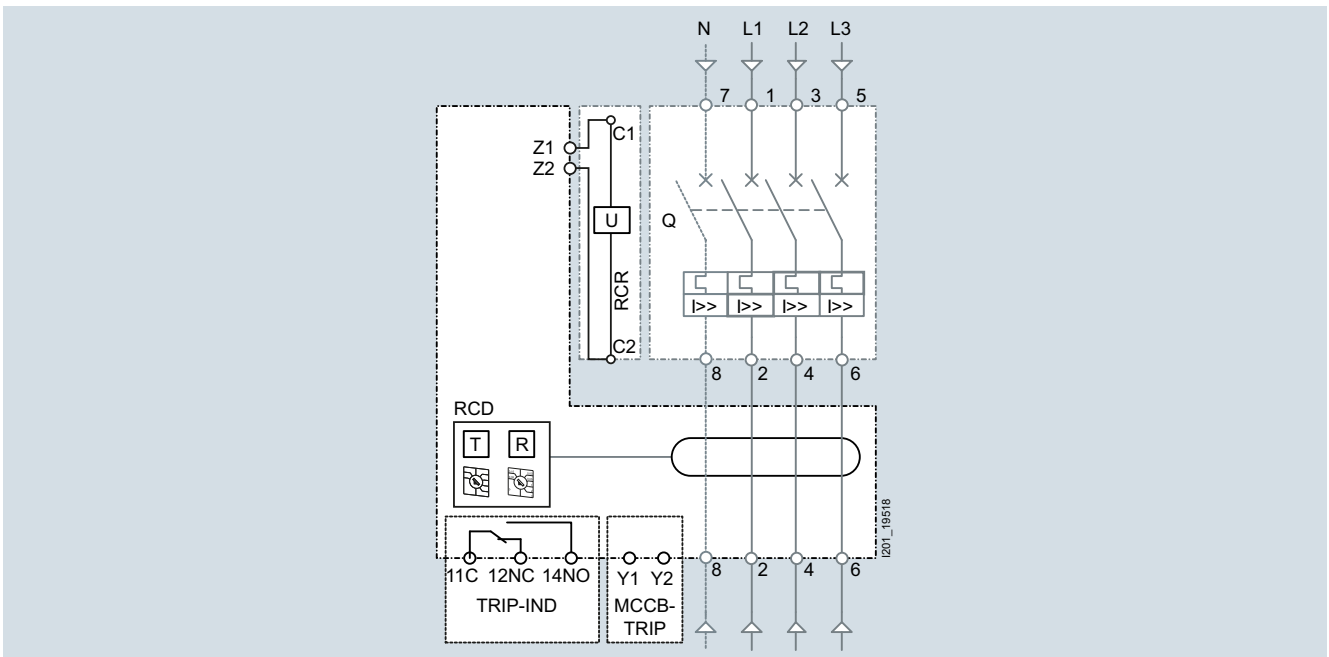 N L1 L2 L3
7 1 3 5
Z1
Z2
C1
U
RCR
C2
Q
I>> I>> I>> I>>
8 2 4 6
RCD
T R
8 2 4 6
11C 12NC 14NO
TRIP-IND
Y1 Y2
MCCB-
TRIP
I201_19518